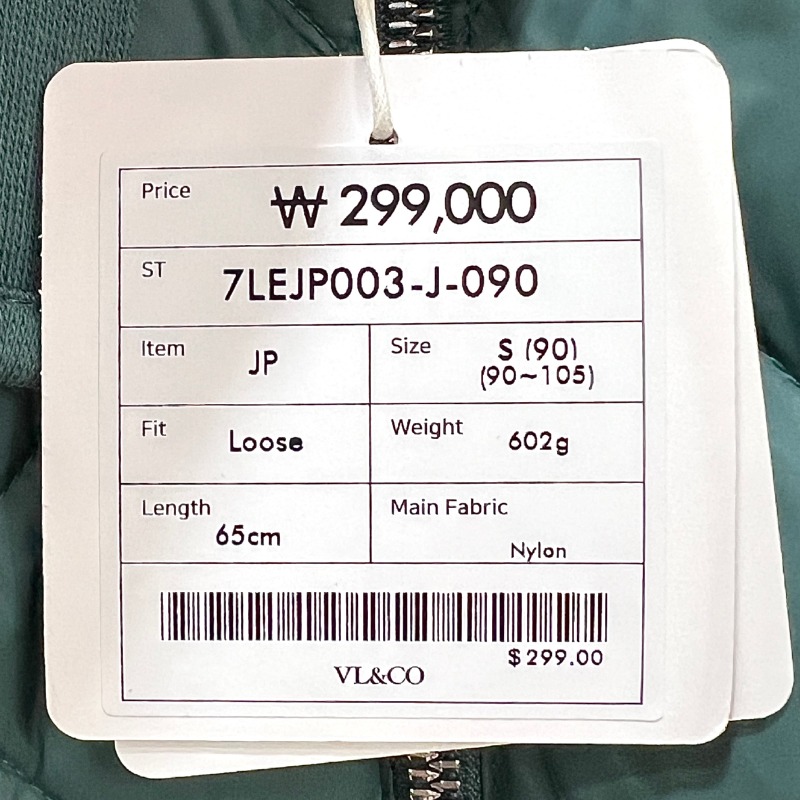 Price ₩ 299,000
ST 7LEJP003-J-090
Item JP
Size S (90)
(90~105)
Fit Loose
Weight 602g
Length
65cm
Main Fabric
Nylon
$299.00
VL&CO